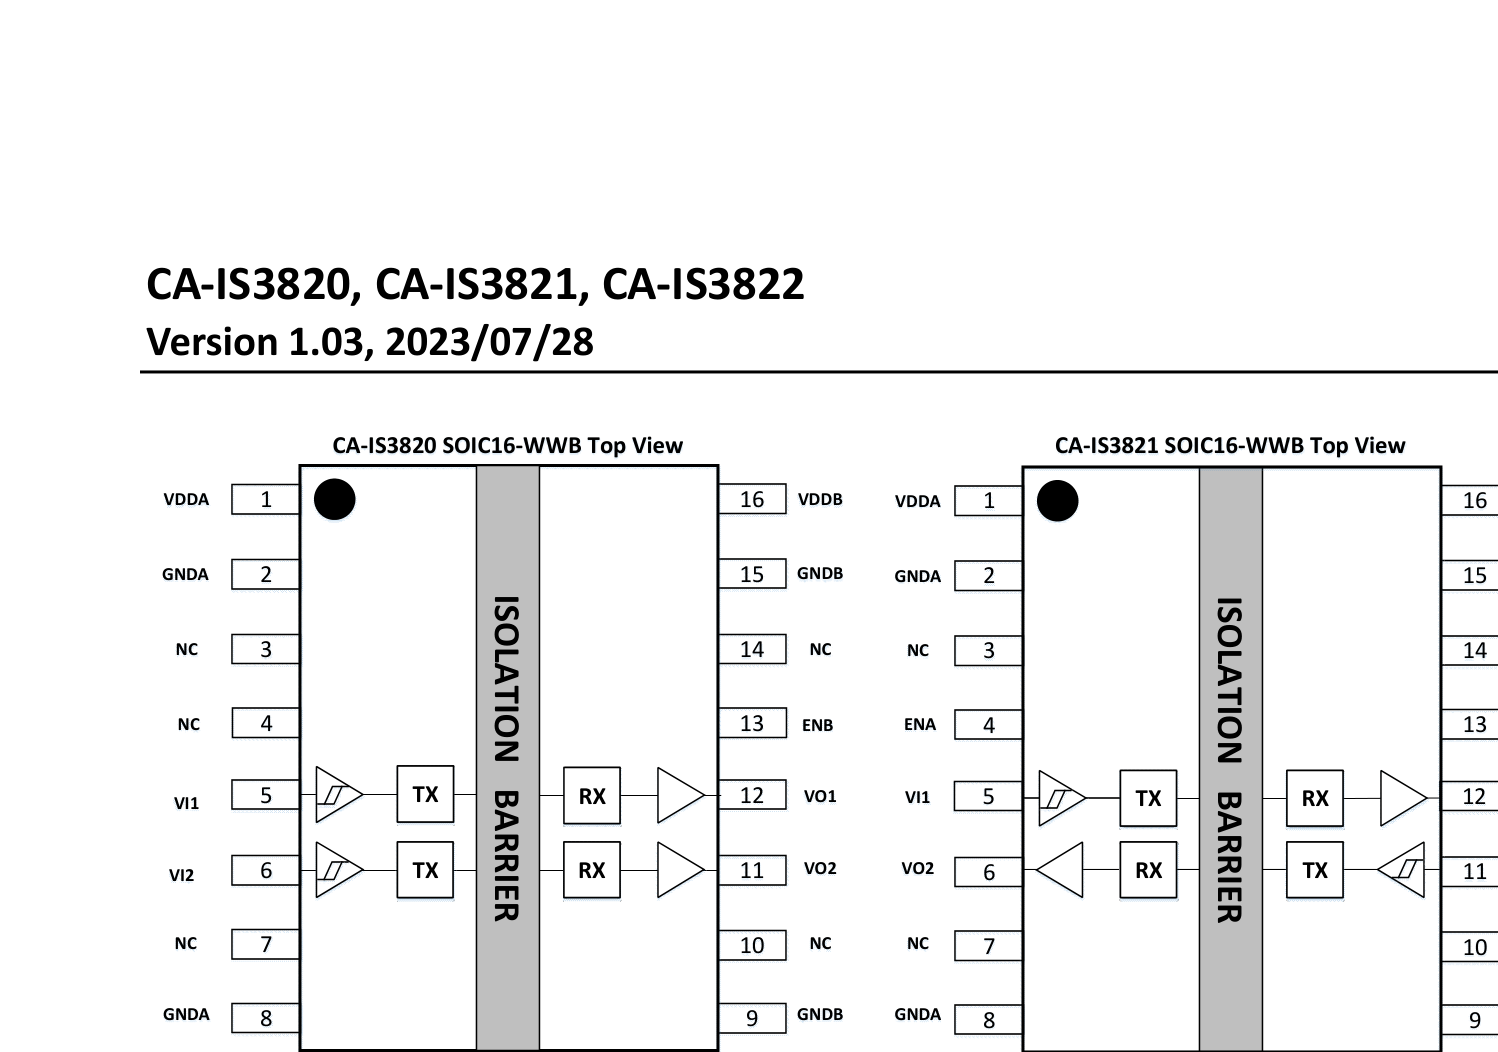 CA-IS3820, CA-IS3821, CA-IS3822
Version 1.03, 2023/07/28
CA-IS3820 SOIC16-WWB Top View
VDDA 1 16 VDDB
GNDA 2 15 GNDB
NC 3 14 NC
NC 4 13 ENB
VI1 5 TX RX 12 VO1
VI2 6 TX RX 11 VO2
NC 7 10 NC
GNDA 8 9 GNDB
ISOLATION BARRIER
CA-IS3821 SOIC16-WWB Top View
VDDA 1 16
GNDA 2 15
NC 3 14
ENA 4 13
VI1 5 TX RX 12
VO2 6 RX TX 11
NC 7 10
GNDA 8 9
ISOLATION BARRIER